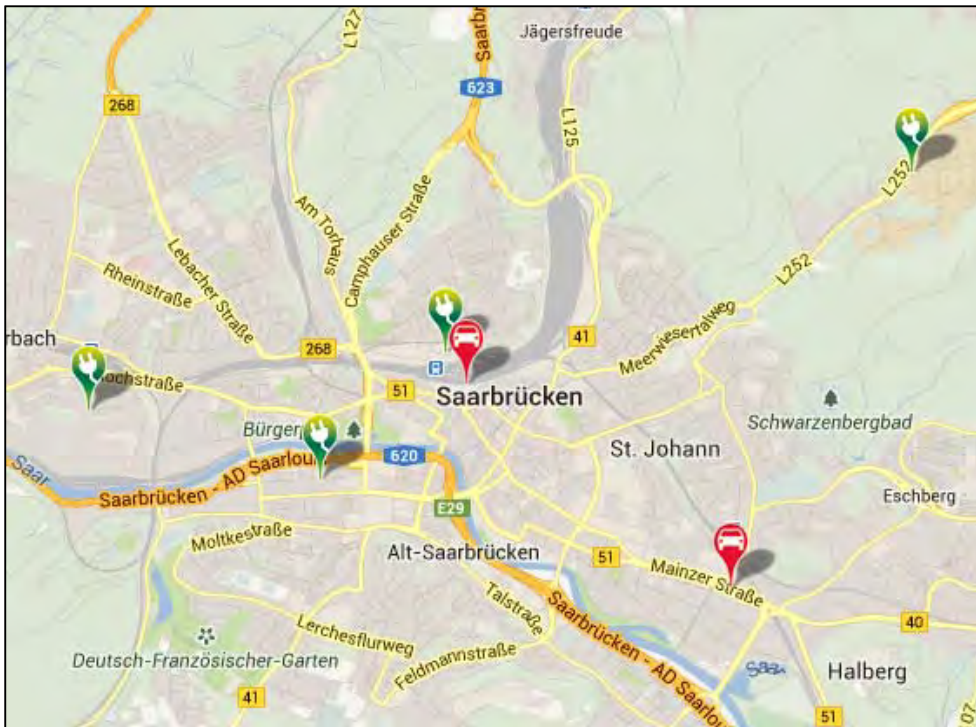 Jägersfreude
L127
Saarb
623
268
L125
L252
Am Torhaus
Camphauser Straße
Lebacher Straße
Rheinstraße
L252
Meerwiesertalweg
41
rbach
268
ochstraße
51
Saarbrücken
Schwarzenbergbad
Bürger
St. Johann
620
Saar
Saarbrücken - AD Saarlou
Eschberg
E29
Moltkestraße
Alt-Saarbrücken
51
Mainzer Straße
Talstraße
Saarbrücken - AD Saarlou
Lerchesflurweg
40
Deutsch-Französischer-Garten
Feldmannstraße
Saar
Halberg
41
51